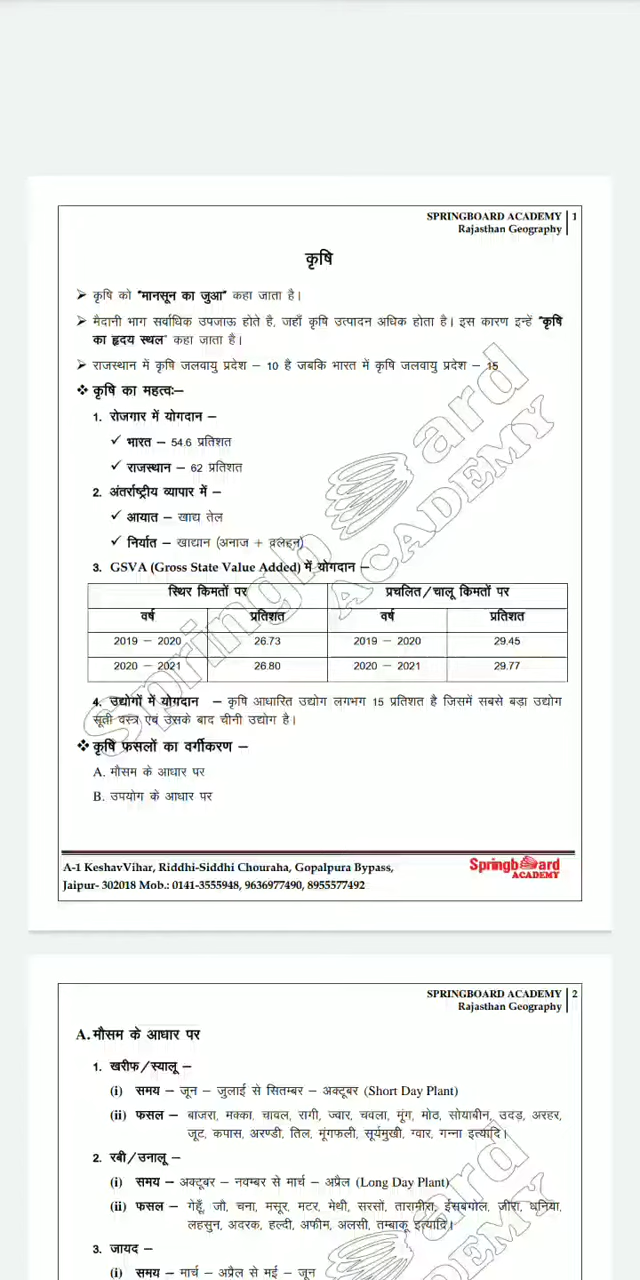 SPRINGBOARD ACADEMY | 1
Rajasthan Geography
कृषि
➢ कृषि को "मानसून का जुआ" कहा जाता है।
➢ मैदानी भाग सर्वाधिक उपजाऊ होते है, जहाँ कृषि उत्पादन अधिक होता है। इस कारण इन्हें "कृषि
का हृदय स्थल" कहा जाता है।
➢ राजस्थान में कृषि जलवायु प्रदेश – 10 है जबकि भारत में कृषि जलवायु प्रदेश – 15
❖ कृषि का महत्वः–
1. रोजगार में योगदान –
✓ भारत – 54.6 प्रतिशत
✓ राजस्थान – 62 प्रतिशत
2. अंतर्राष्ट्रीय व्यापार में –
✓ आयात – खाद्य तेल
✓ निर्यात – खाद्यान (अनाज + दलहन)
3. GSVA (Gross State Value Added) में योगदान –
स्थिर किमतों पर प्रचलित/चालू किमतों पर
वर्ष प्रतिशत वर्ष प्रतिशत
2019 – 2020 26.73 2019 – 2020 29.45
2020 – 2021 26.80 2020 – 2021 29.77
4. उद्योगों में योगदान – कृषि आधारित उद्योग लगभग 15 प्रतिशत है जिसमें सबसे बड़ा उद्योग
सूती वस्त्र एवं उसके बाद चीनी उद्योग है।
❖ कृषि फसलों का वर्गीकरण –
A. मौसम के आधार पर
B. उपयोग के आधार पर
Springboard ACADEMY
A-1 KeshavVihar, Riddhi-Siddhi Chouraha, Gopalpura Bypass,
Jaipur- 302018 Mob.: 0141-3555948, 9636977490, 8955577492
Springboard
ACADEMY
SPRINGBOARD ACADEMY | 2
Rajasthan Geography
A. मौसम के आधार पर
1. खरीफ/स्यालू –
(i) समय – जून – जुलाई से सितम्बर – अक्टूबर (Short Day Plant)
(ii) फसल – बाजरा, मक्का, चावल, रागी, ज्वार, चवला, मूंग, मोठ, सोयाबीन, उदड़, अरहर,
जूट, कपास, अरण्डी, तिल, मूंगफली, सूर्यमुखी, ग्वार, गन्ना इत्यादि।
2. रबी/उनालू –
(i) समय – अक्टूबर – नवम्बर से मार्च – अप्रैल (Long Day Plant)
(ii) फसल – गेहूँ, जौ, चना, मसूर, मटर, मेथी, सरसों, तारामीरा, ईसबगोल, जीरा, धनिया,
लहसुन, अदरक, हल्दी, अफीम, अलसी, तम्बाकू इत्यादि।
3. जायद –
(i) समय – मार्च – अप्रैल से मई – जून
ard
EMY